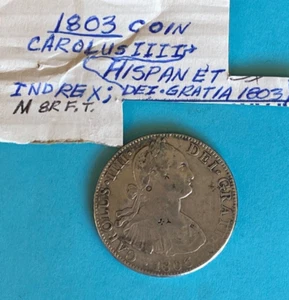 1803 COIN
CAROLUS IIII
HISPAN ET
IND REX; DEI·GRATIA 1803
M 8R F.T.
CAROLUS·IIII· DEI·GRATIA